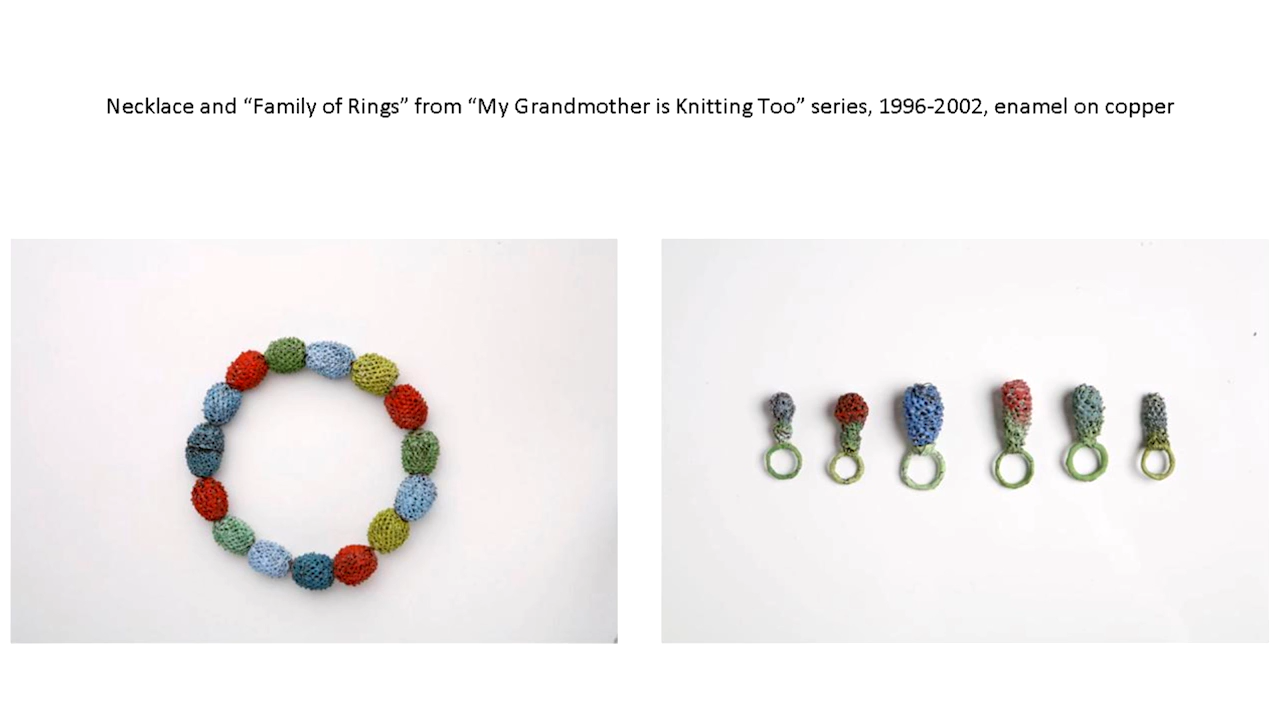 Necklace and “Family of Rings” from “My Grandmother is Knitting Too” series, 1996-2002, enamel on copper